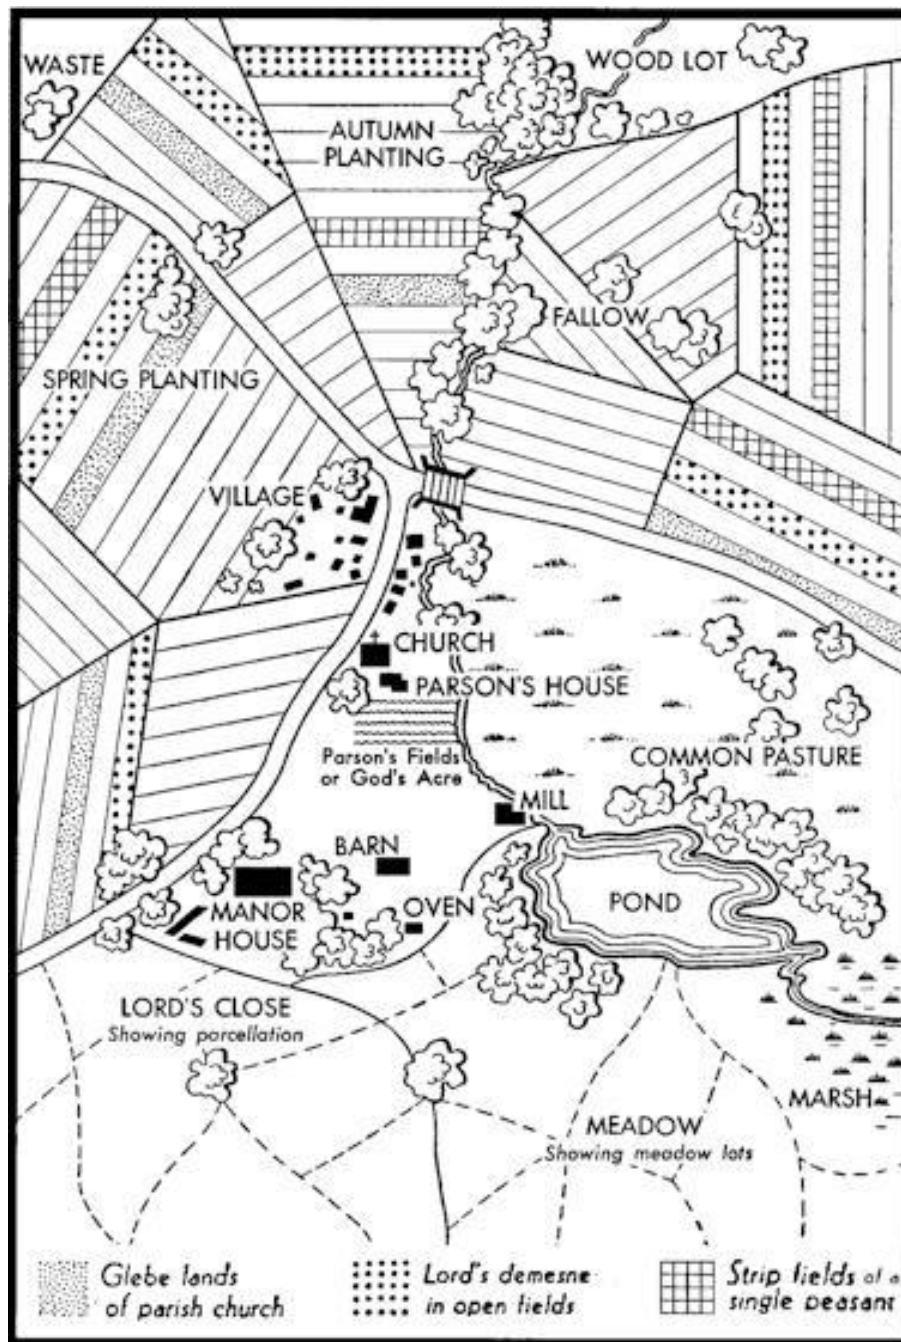 WASTE
WOOD LOT
AUTUMN
PLANTING
FALLOW
SPRING PLANTING
VILLAGE
CHURCH
PARSON'S HOUSE
Parson's Fields
or God's Acre
COMMON PASTURE
MILL
BARN
POND
MANOR
HOUSE
OVEN
LORD'S CLOSE
Showing parcellation
MARSH
MEADOW
Showing meadow lots
Glebe lands
of parish church
Lord's demesne
in open fields
Strip fields of a
single peasant